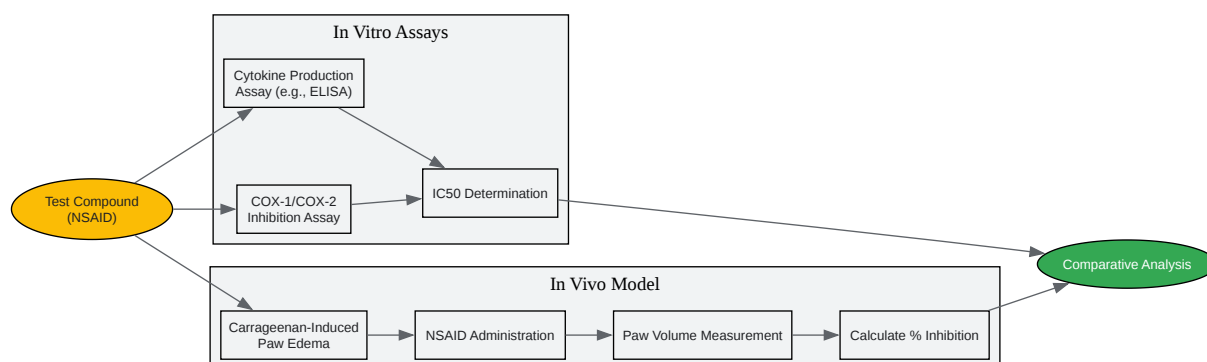 In Vitro Assays
Cytokine Production
Assay (e.g., ELISA)
IC50 Determination
COX-1/COX-2
Inhibition Assay
Test Compound
(NSAID)
Comparative Analysis
In Vivo Model
Carrageenan-Induced
Paw Edema
NSAID Administration
Paw Volume Measurement
Calculate % Inhibition